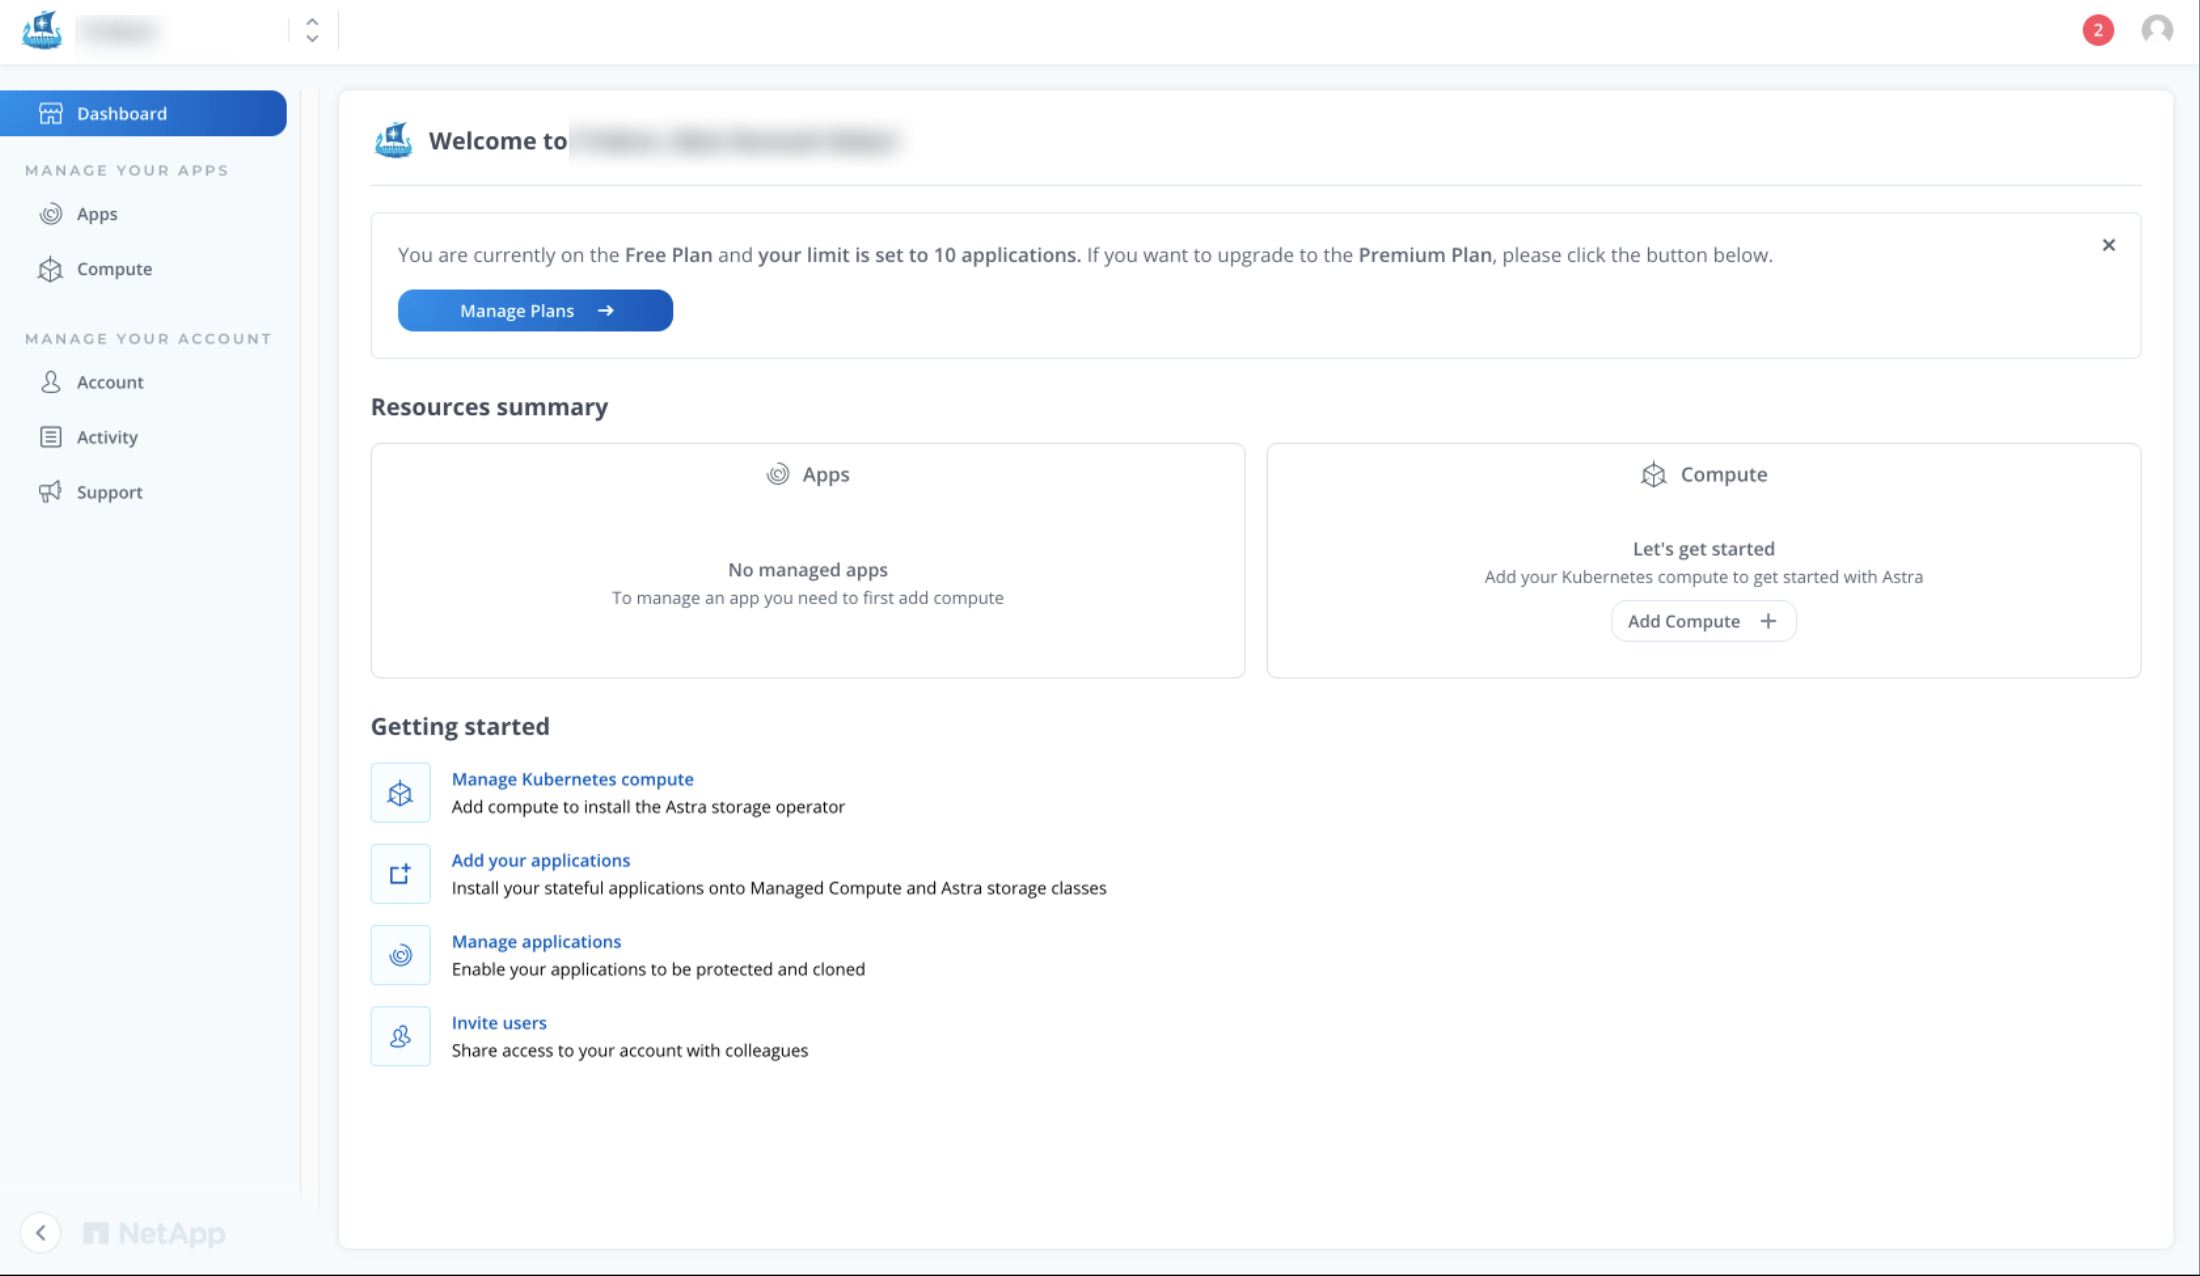 2
Dashboard
MANAGE YOUR APPS
Apps
Compute
MANAGE YOUR ACCOUNT
Account
Activity
Support
NetApp
Welcome to
You are currently on the Free Plan and your limit is set to 10 applications. If you want to upgrade to the Premium Plan, please click the button below.
Manage Plans
Resources summary
Apps
No managed apps
To manage an app you need to first add compute
Compute
Let's get started
Add your Kubernetes compute to get started with Astra
Add Compute
Getting started
Manage Kubernetes compute
Add compute to install the Astra storage operator
Add your applications
Install your stateful applications onto Managed Compute and Astra storage classes
Manage applications
Enable your applications to be protected and cloned
Invite users
Share access to your account with colleagues